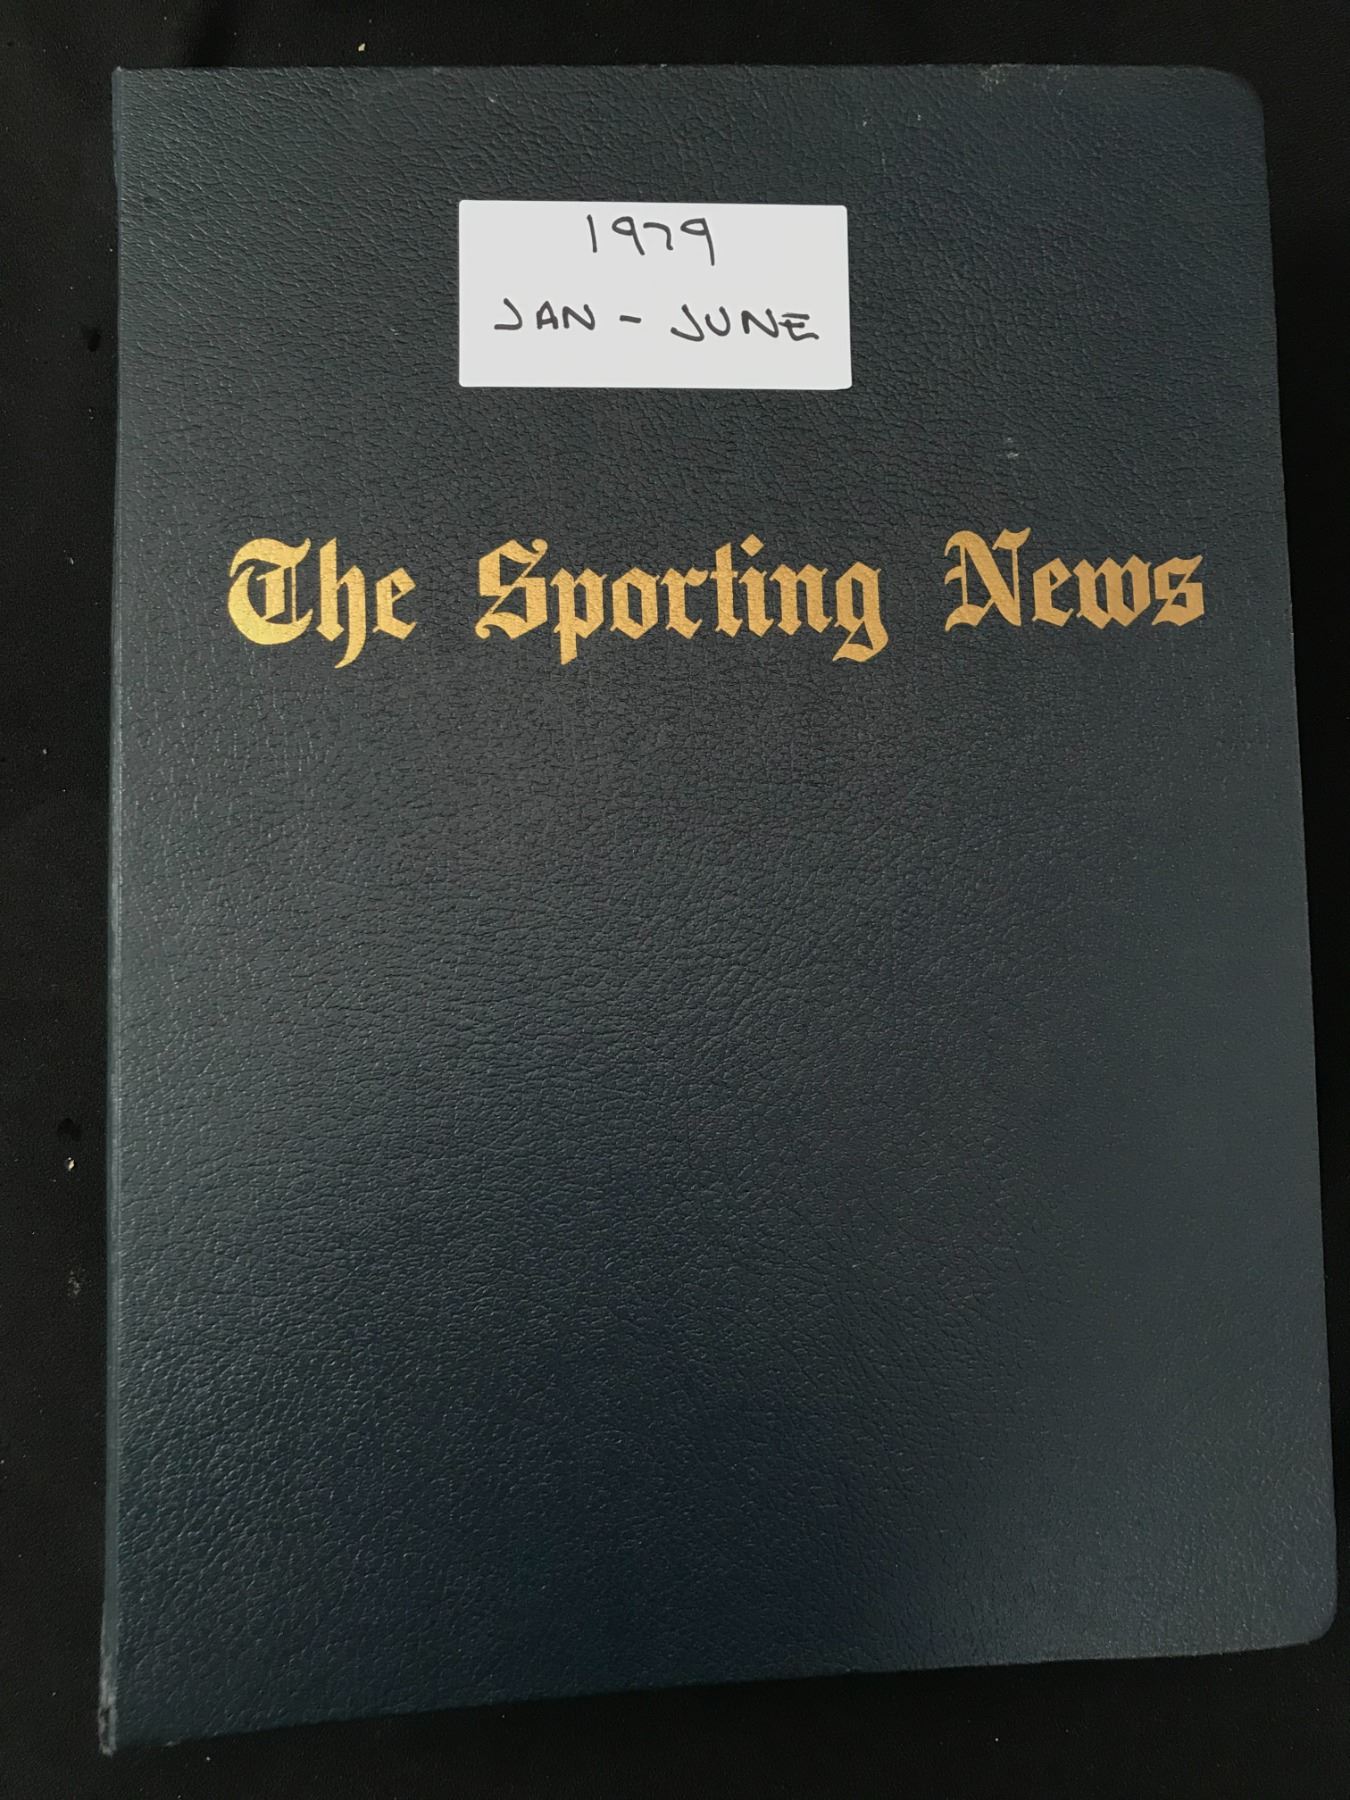 1979
JAN - JUNE
The Sporting News